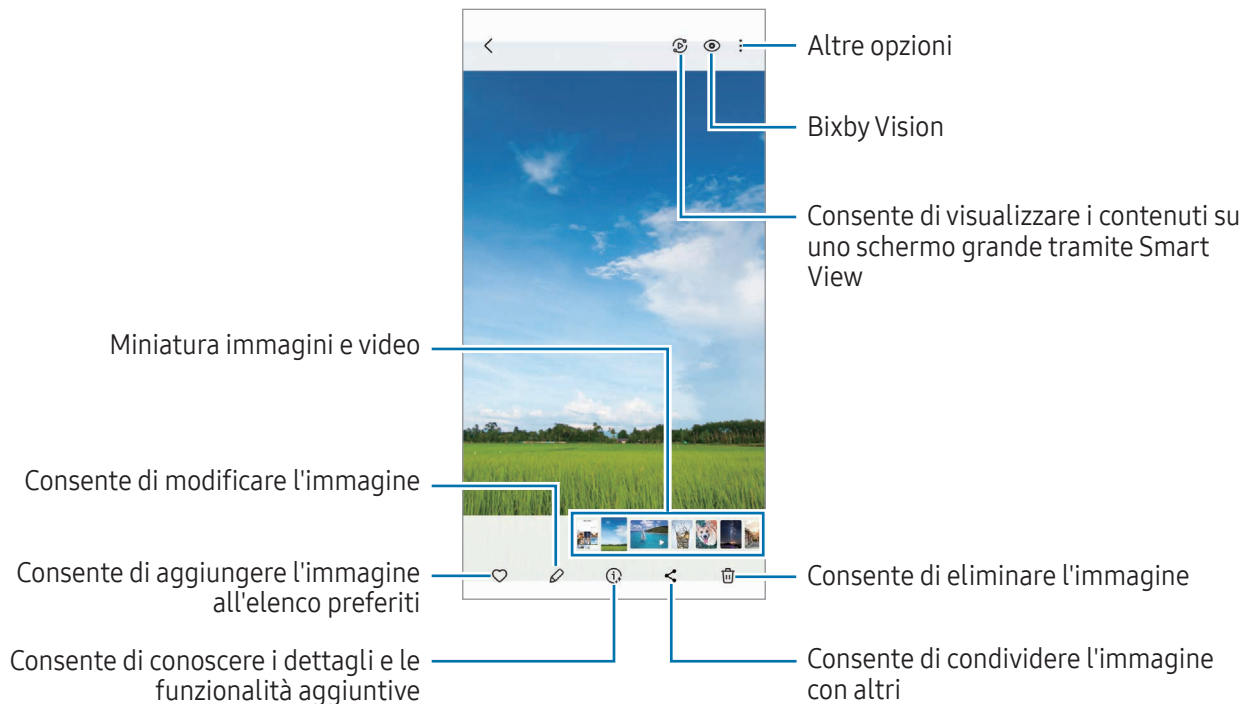 Altre opzioni
Bixby Vision
Consente di visualizzare i contenuti su
uno schermo grande tramite Smart
View
Miniatura immagini e video
Consente di modificare l'immagine
Consente di aggiungere l'immagine
all'elenco preferiti
Consente di eliminare l'immagine
Consente di conoscere i dettagli e le
funzionalità aggiuntive
Consente di condividere l'immagine
con altri